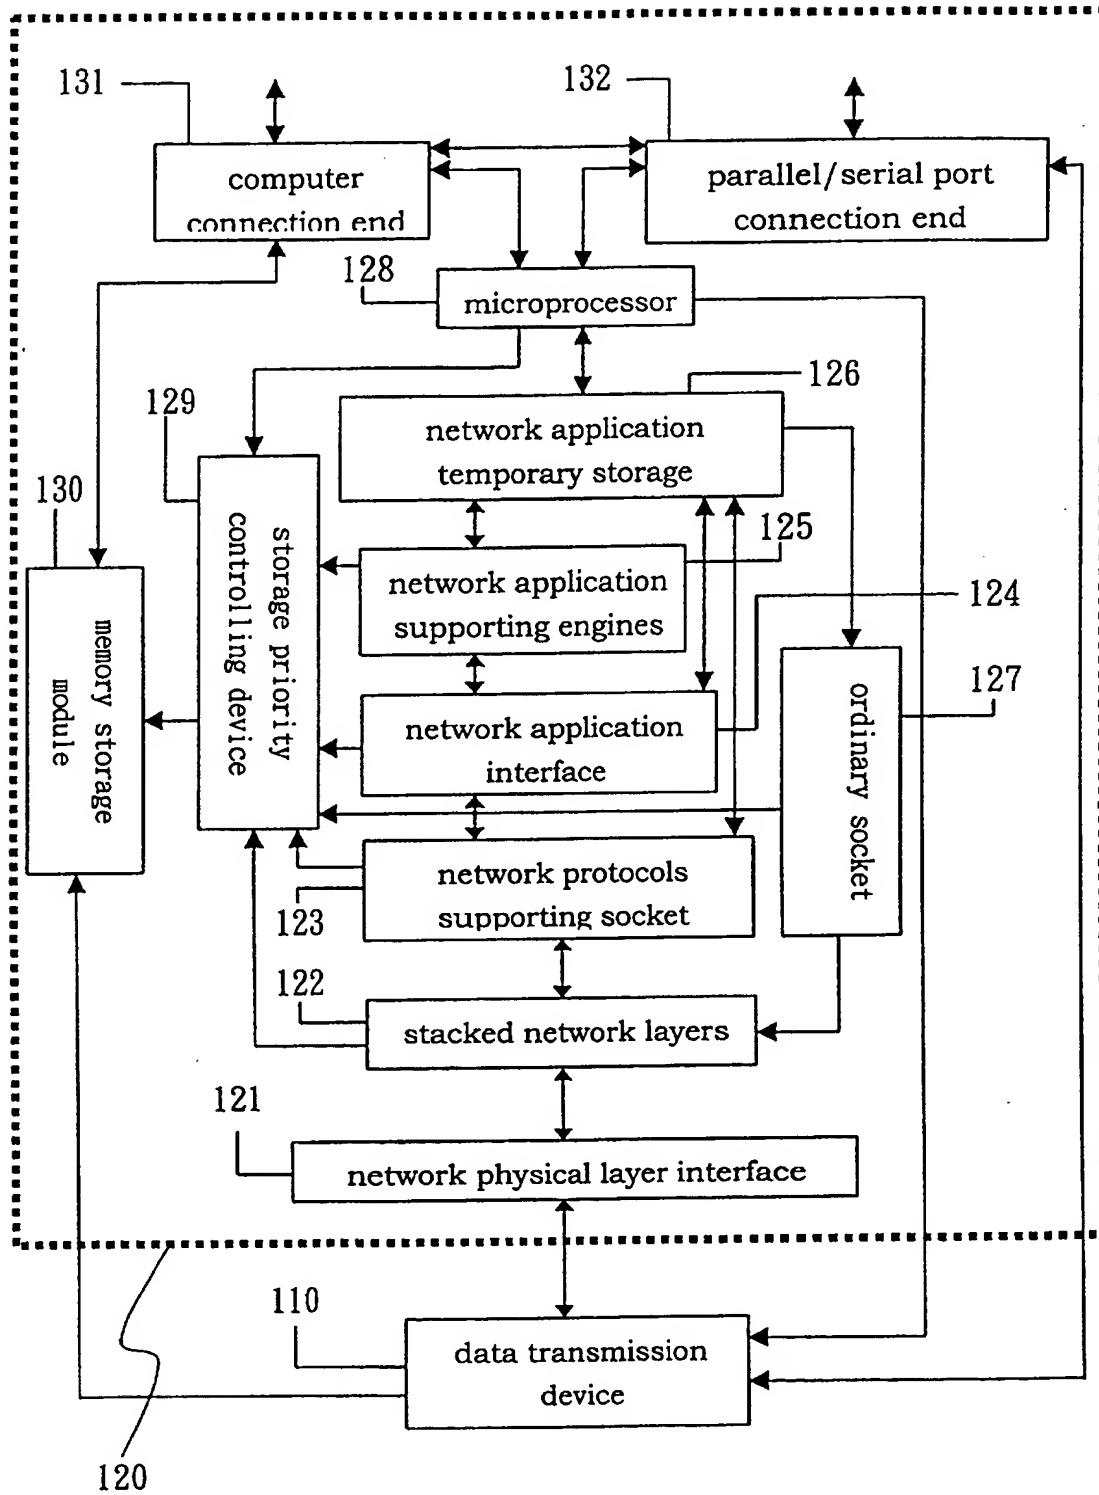 131
132
computer
connection end
parallel/serial port
connection end
128
microprocessor
126
129
network application
temporary storage
130
125
storage priority
controlling device
network application
supporting engines
124
memory storage
module
127
network application
interface
ordinary socket
network protocols
supporting socket
123
122
stacked network layers
121
network physical layer interface
110
data transmission
device
120